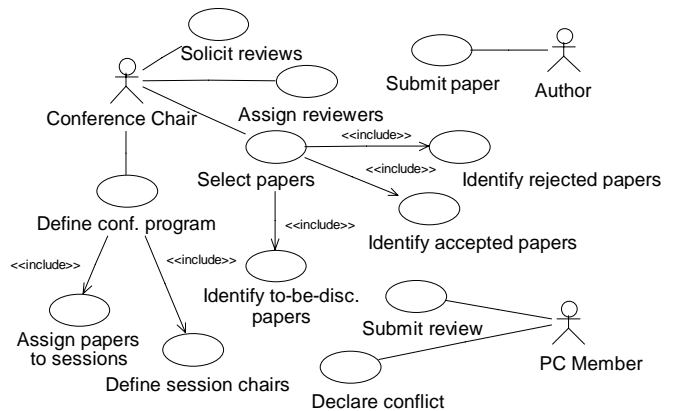 Solicit reviews
Submit paper
Author
Conference Chair
Assign reviewers
<<include>>
Select papers
<<include>>
Identify rejected papers
Define conf. program
<<include>>
Identify accepted papers
<<include>>
<<include>>
Identify to-be-disc.
papers
Assign papers
to sessions
Submit review
PC Member
Define session chairs
Declare conflict
<<include>>